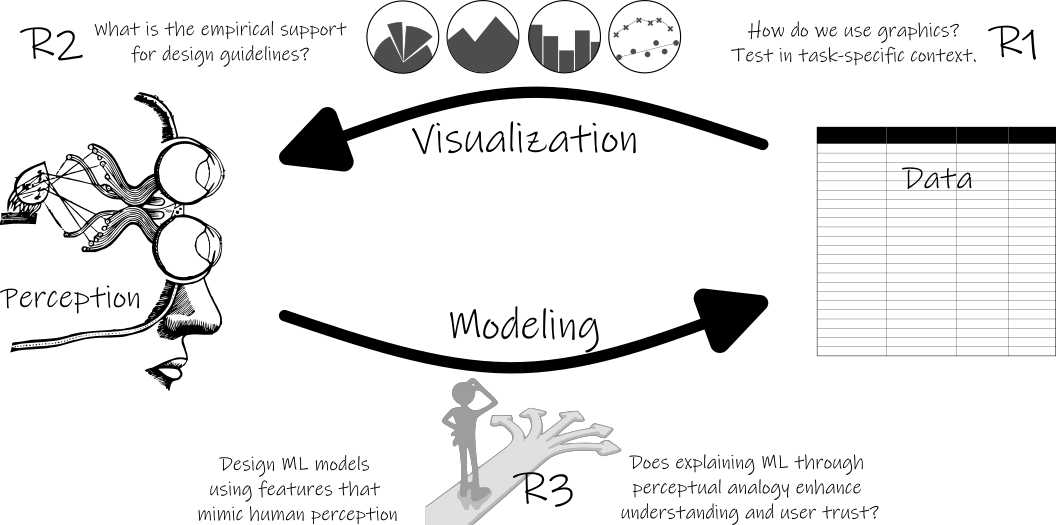 R2
What is the empirical support
for design guidelines?
How do we use graphics?
Test in task-specific context.
R1
Visualization
Data
Perception
Modeling
Design ML models
using features that
mimic human perception
R3
Does explaining ML through
perceptual analogy enhance
understanding and user trust?